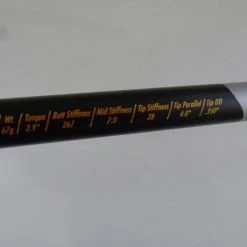 Wt. Torque Butt Stiffness Mid Stiffness Tip Stiffness Tip Parallel Tip OD
67g 2.9° 267 2.0 28 4.0" .350"